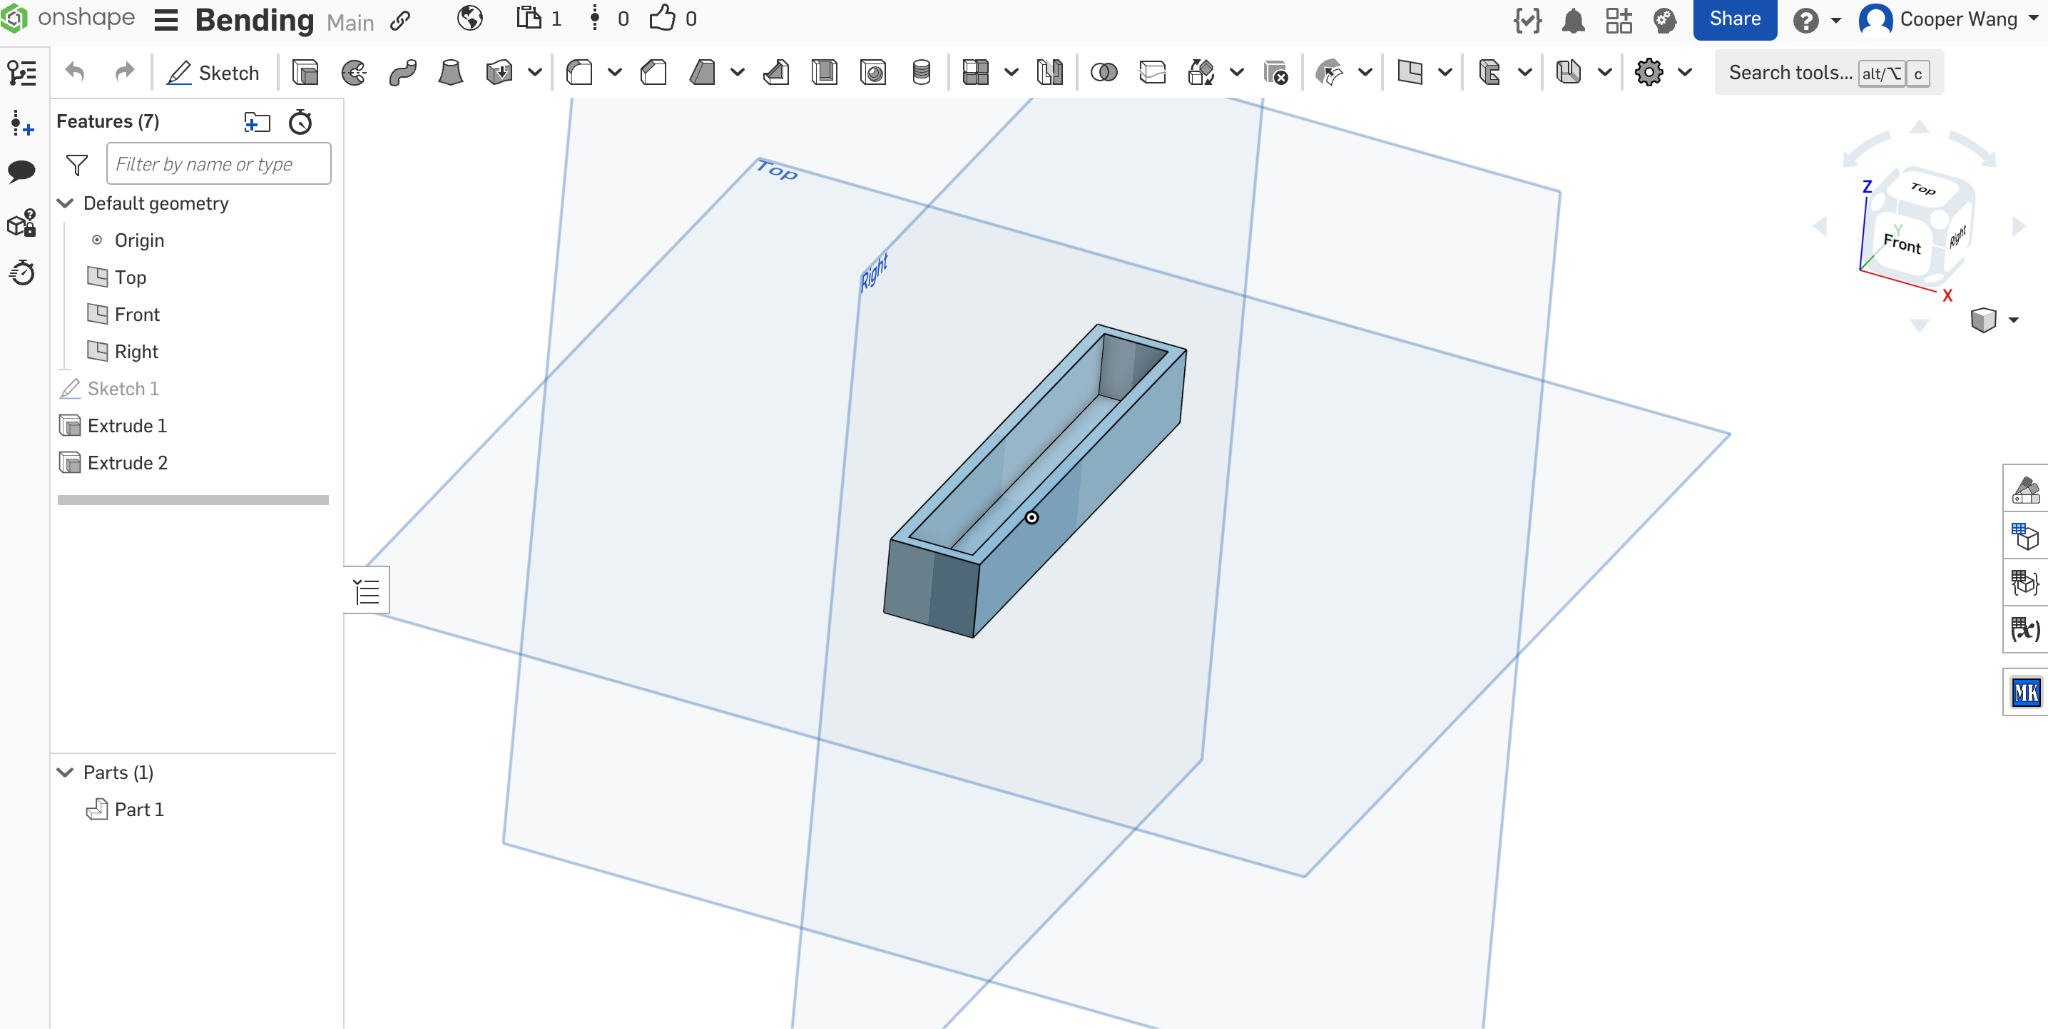 onshape Bending Main 1 0 0 Share Cooper Wang
Sketch Search tools... alt/⌥ c
Features (7)
Filter by name or type
Default geometry
Origin
Top
Front
Right
Sketch 1
Extrude 1
Extrude 2
Parts (1)
Part 1
Top
Right
Z
Top
Y
Front
Right
X
(x)
MK